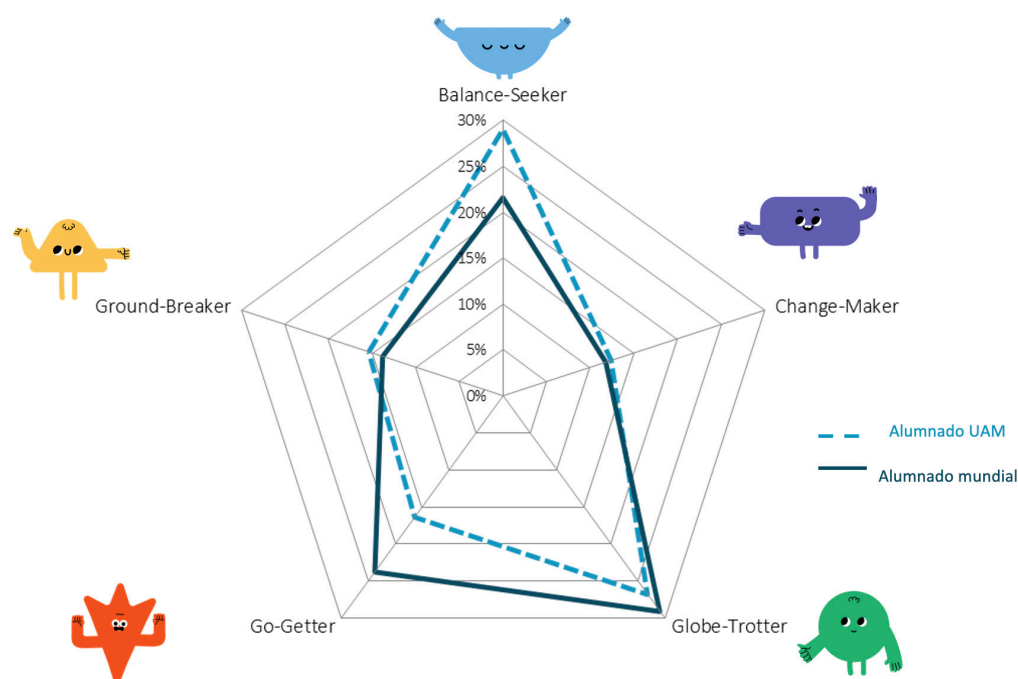 Balance-Seeker
30%
25%
20%
15%
10%
5%
0%
Ground-Breaker
Change-Maker
Alumnado UAM
Alumnado mundial
Go-Getter
Globe-Trotter